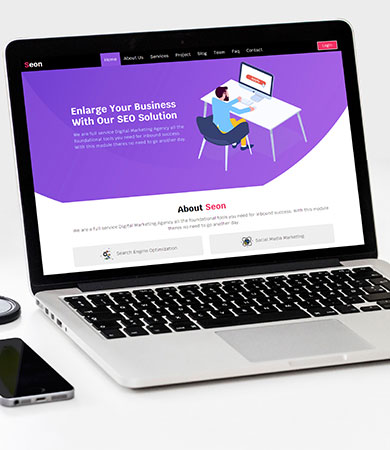 Seon
Home About Us Services Project Blog Team Faq Contact
Login
Enlarge Your Business
With Our SEO Solution
We are full service Digital Marketing Agency all the
foundational tools you need for inbound success.
With this module theres no need to go another day
About Seon
We are a full service Digital Marketing Agency all the foundational tools you need for inbound success. With this module
theres no need to go another day
Search Engine Optimization
Social Media Marketing